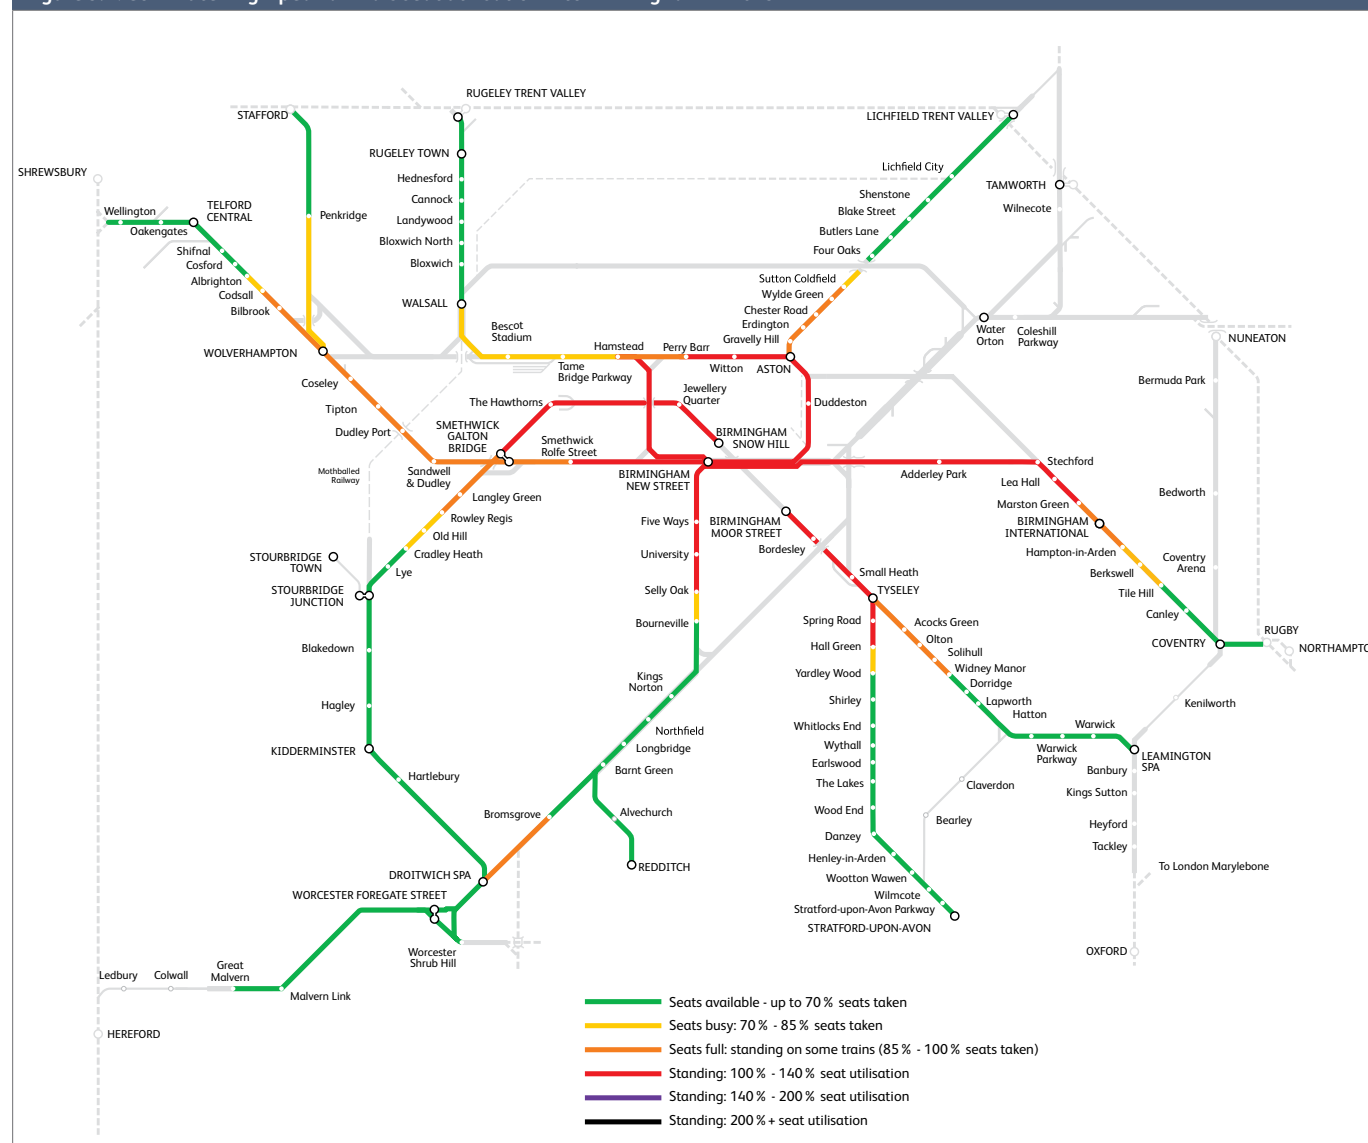 STAFFORD
RUGELEY TRENT VALLEY
LICHFIELD TRENT VALLEY
RUGELEY TOWN
SHREWSBURY
Hednesford
Cannock
Landywood
Bloxwich North
Bloxwich
WALSALL
Lichfield City
Shenstone
Blake Street
Butlers Lane
Four Oaks
TAMWORTH
Wilnecote
Wellington
Oakengates
TELFORD
CENTRAL
Penkridge
Shifnal
Cosford
Albrighton
Codsall
Bilbrook
WOLVERHAMPTON
Sutton Coldfield
Wylde Green
Chester Road
Erdington
Gravelly Hill
Bescot
Stadium
Tame
Bridge Parkway
Hamstead
Perry Barr
Witton
ASTON
Water
Orton
Coleshill
Parkway
NUNEATON
Bermuda Park
Coseley
Tipton
Dudley Port
The Hawthorns
Jewellery
Quarter
Duddeston
SMETHWICK
GALTON
BRIDGE
Smethwick
Rolfe Street
BIRMINGHAM
SNOW HILL
Mothballed
Railway
Sandwell
& Dudley
BIRMINGHAM
NEW STREET
Adderley Park
Stechford
Lea Hall
Marston Green
BIRMINGHAM
INTERNATIONAL
Bedworth
Langley Green
Rowley Regis
Old Hill
Cradley Heath
Lye
Five Ways
University
Selly Oak
Bourneville
BIRMINGHAM
MOOR STREET
Bordesley
Hampton-in-Arden
Berkswell
Tile Hill
Canley
Coventry
Arena
STOURBRIDGE
TOWN
STOURBRIDGE
JUNCTION
Small Heath
TYSELEY
Spring Road
Hall Green
Yardley Wood
Shirley
Whitlocks End
Wythall
Earlswood
The Lakes
Wood End
Danzey
Henley-in-Arden
Wootton Wawen
Wilmcote
Stratford-upon-Avon Parkway
STRATFORD-UPON-AVON
Acocks Green
Olton
Solihull
Widney Manor
Dorridge
Lapworth
Hatton
Warwick
Parkway
Warwick
LEAMINGTON
SPA
COVENTRY
RUGBY
NORTHAMPTO
Kenilworth
Claverdon
Bearley
Banbury
Kings Sutton
Heyford
Tackley
To London Marylebone
OXFORD
Blakedown
Hagley
KIDDERMINSTER
Hartlebury
Kings
Norton
Northfield
Longbridge
Barnt Green
Alvechurch
REDDITCH
Bromsgrove
DROITWICH SPA
WORCESTER FOREGATE STREET
Worcester
Shrub Hill
Ledbury
Colwall
Great
Malvern
Malvern Link
HEREFORD
Seats available - up to 70% seats taken
Seats busy: 70% - 85% seats taken
Seats full: standing on some trains (85% - 100% seats taken)
Standing: 100% - 140% seat utilisation
Standing: 140% - 200% seat utilisation
Standing: 200%+ seat utilisation